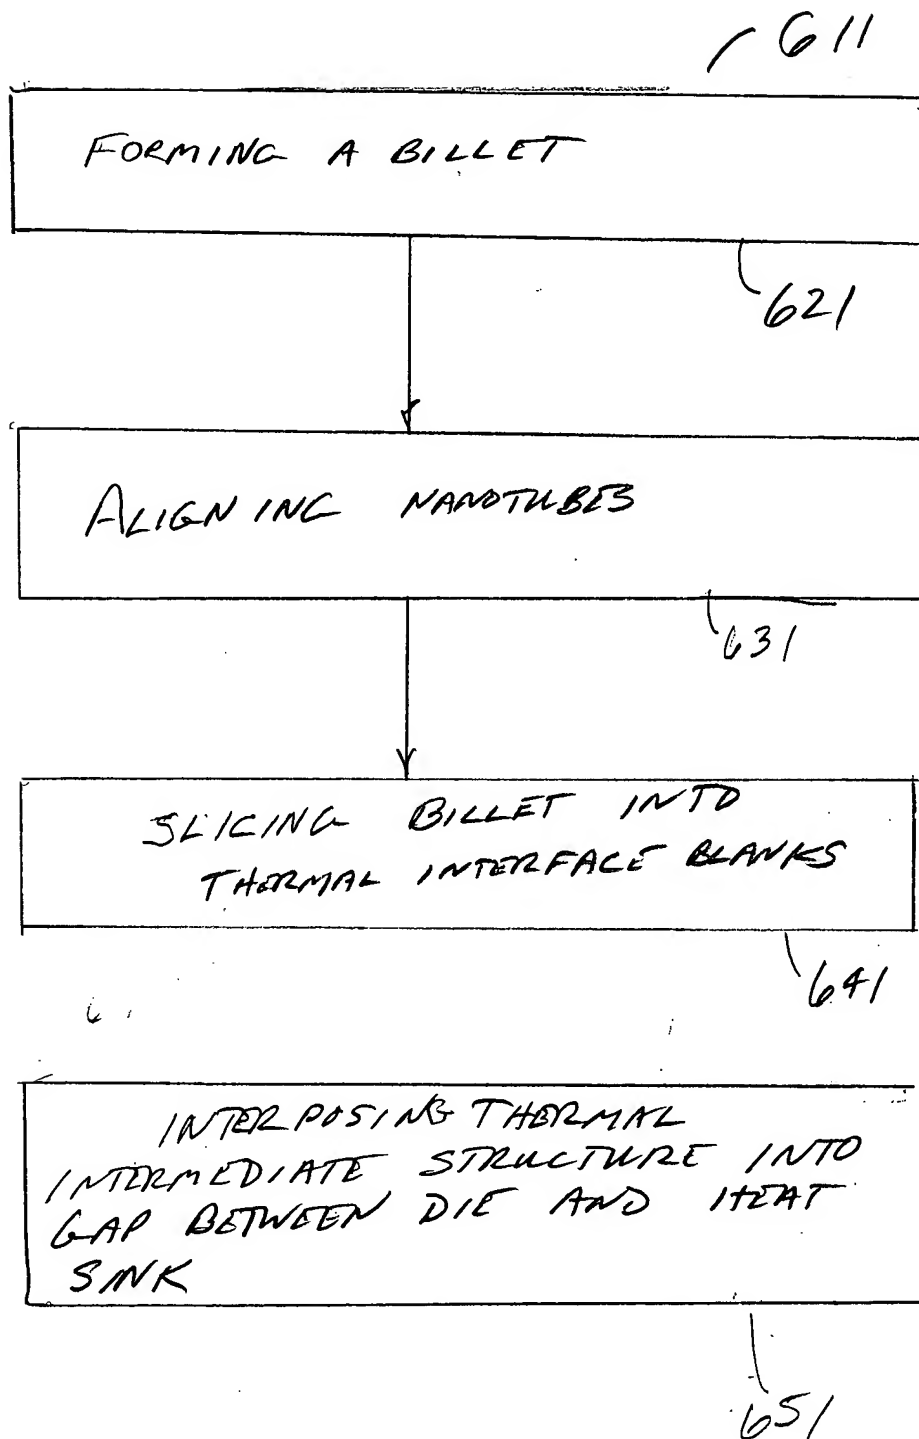 611
FORMING A BILLET
621
ALIGNING NANOTUBES
631
SLICING BILLET INTO
THERMAL INTERFACE BLANKS
641
INTERPOSING THERMAL
INTERMEDIATE STRUCTURE INTO
GAP BETWEEN DIE AND HEAT
SINK
651